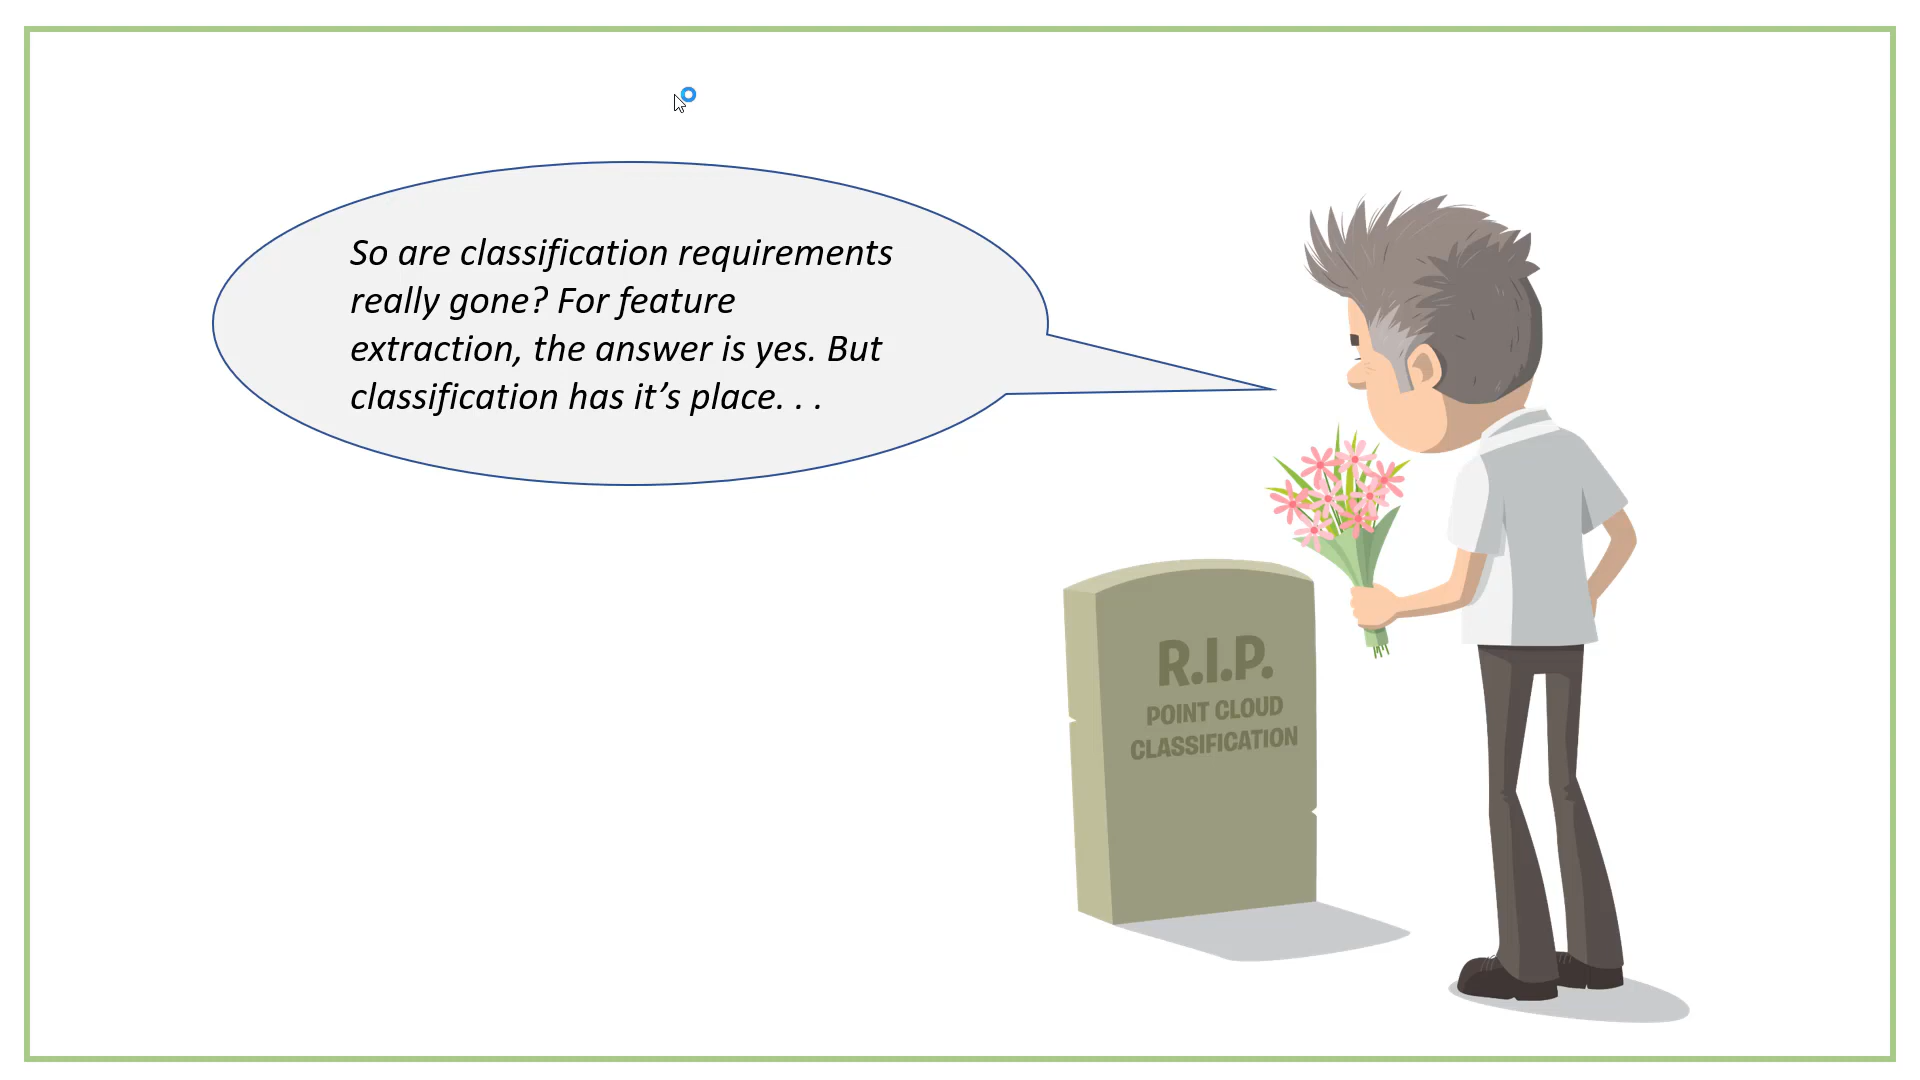 So are classification requirements
really gone? For feature
extraction, the answer is yes. But
classification has it’s place. . .
R.I.P.
POINT CLOUD
CLASSIFICATION